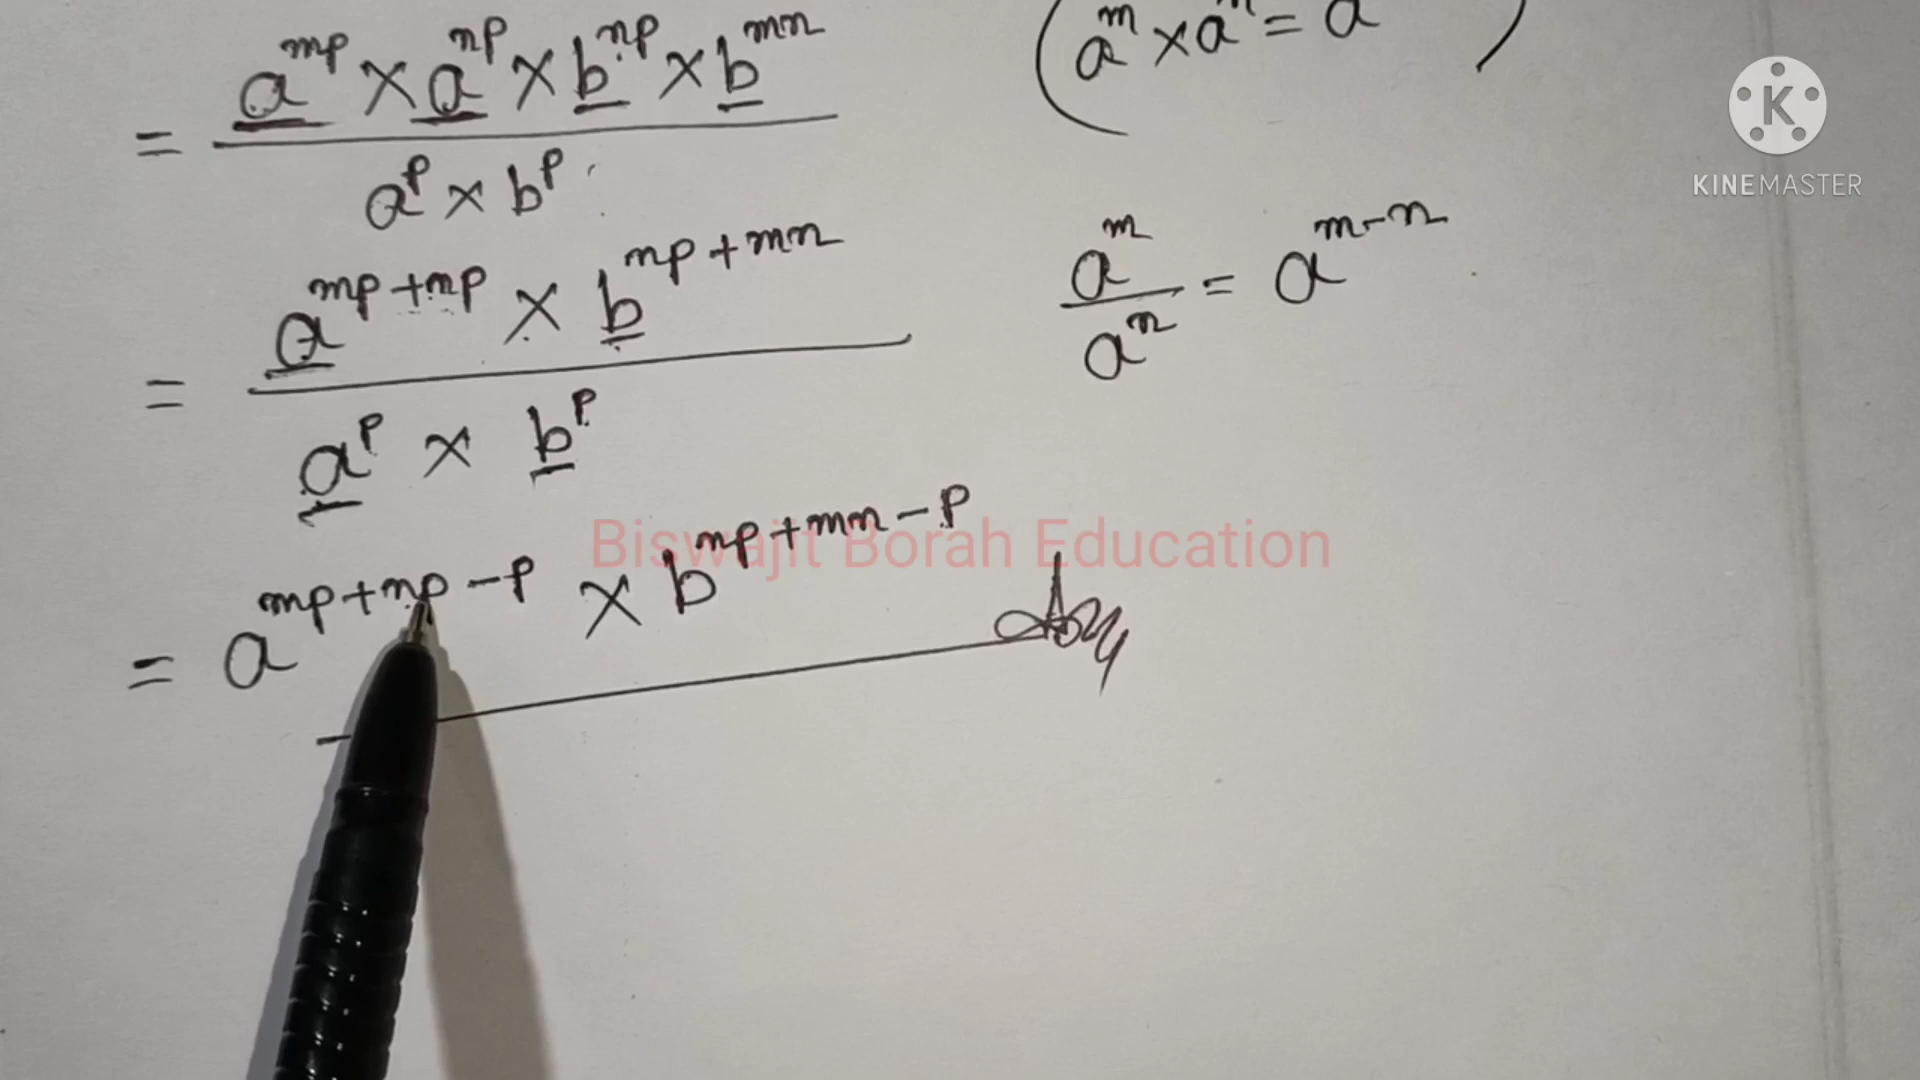 = a^mp × a^np × b^np × b^mn / a^p × b^p
(a^m × a^n = a )
K
KINEMASTER
= a^mp+np × b^np+mn / a^p × b^p
a^m / a^n = a^m-n
Biswajit Borah Education
= a^mp+np-p × b^np+mn-p